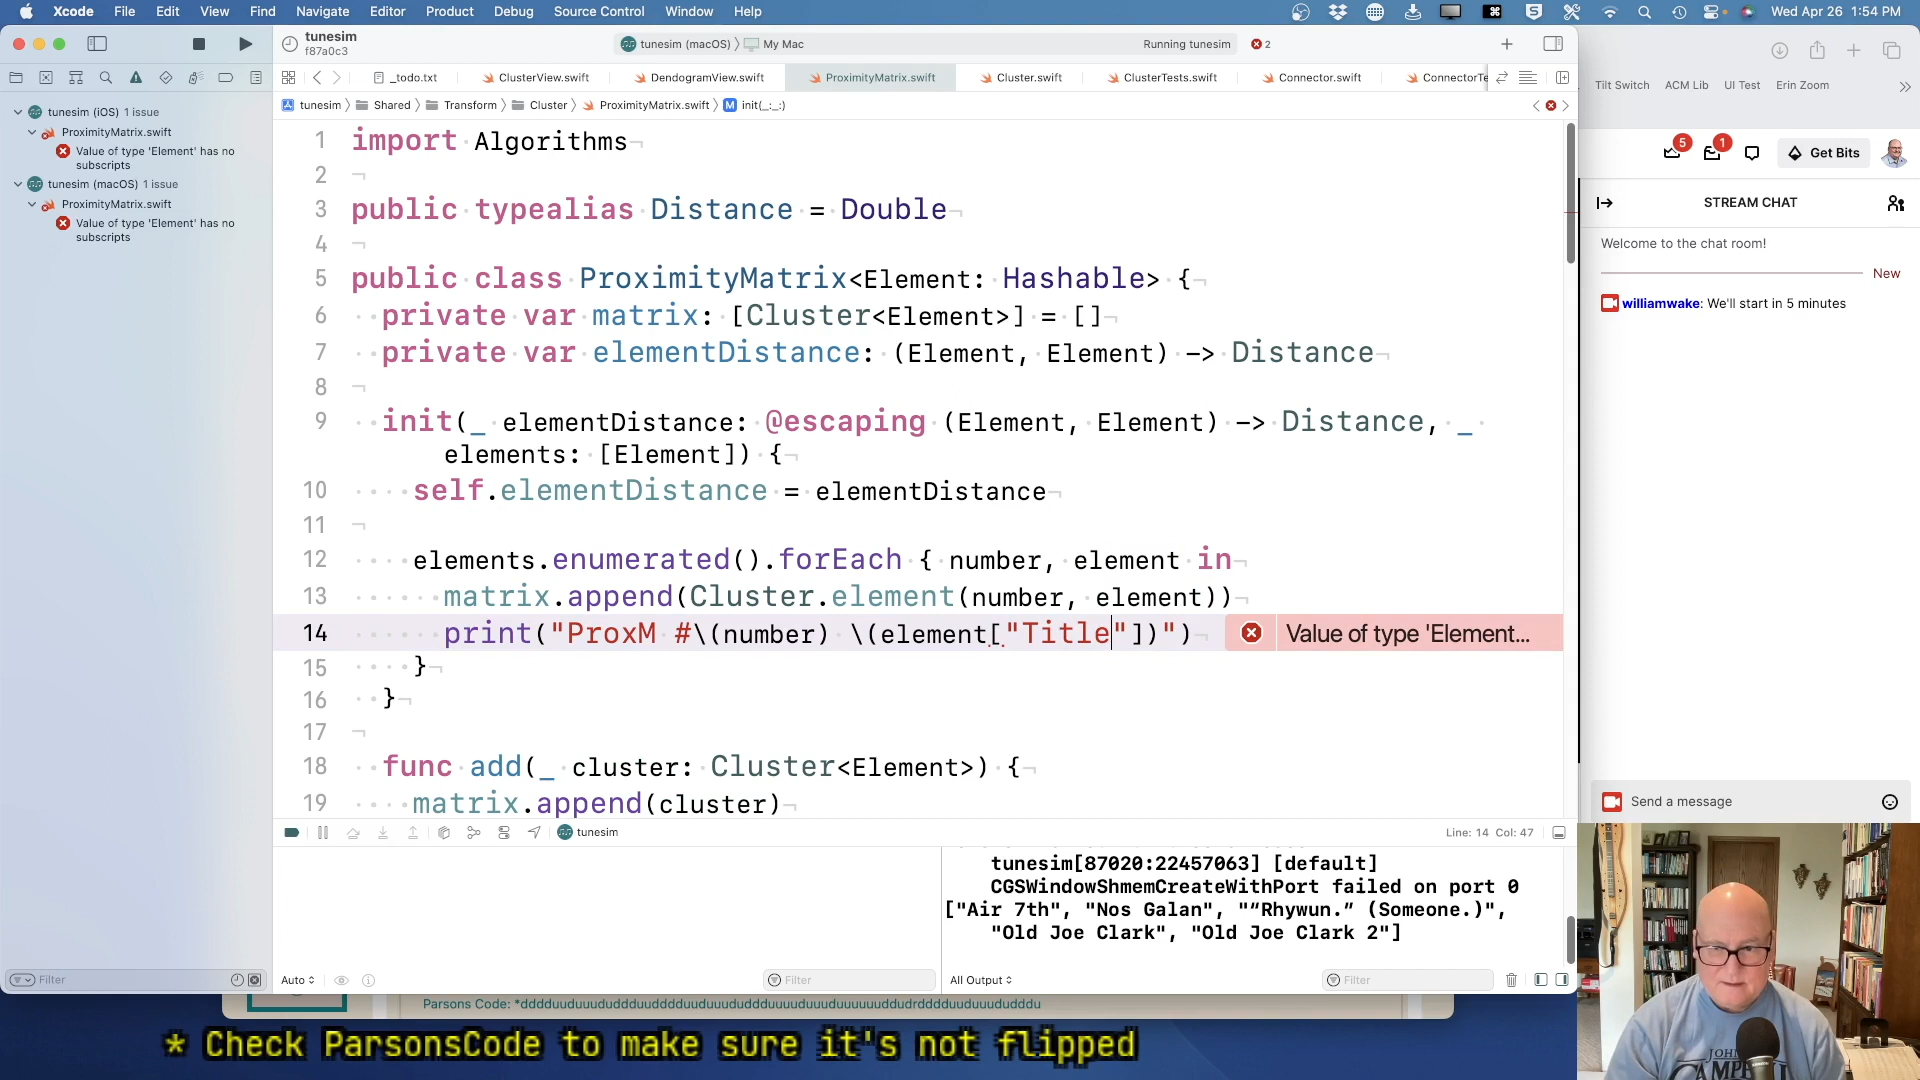 Xcode File Edit View Find Navigate Editor Product Debug Source Control Window Help
Wed Apr 26 1:54 PM
tunesim
f87a0c3
tunesim (macOS) My Mac
Running tunesim
2
_todo.txt ClusterView.swift DendogramView.swift ProximityMatrix.swift Cluster.swift ClusterTests.swift Connector.swift ConnectorTe
tunesim Shared Transform Cluster ProximityMatrix.swift M init(_:_:)
tunesim (iOS) 1 issue
ProximityMatrix.swift
Value of type 'Element' has no
subscripts
tunesim (macOS) 1 issue
ProximityMatrix.swift
Value of type 'Element' has no
subscripts
Filter
1 import Algorithms¬
2 ¬
3 public typealias Distance = Double¬
4 ¬
5 public class ProximityMatrix<Element: Hashable> {¬
6 private var matrix: [Cluster<Element>] = []¬
7 private var elementDistance: (Element, Element) -> Distance¬
8 ¬
9 init(_ elementDistance: @escaping (Element, Element) -> Distance, _
elements: [Element]) {¬
10 self.elementDistance = elementDistance¬
11 ¬
12 elements.enumerated().forEach { number, element in¬
13 matrix.append(Cluster.element(number, element))¬
14 print("ProxM #\(number) \(element["Title"])")¬ Value of type 'Element...
15 }¬
16 }¬
17 ¬
18 func add(_ cluster: Cluster<Element>) {¬
19 matrix.append(cluster)¬
tunesim
Line: 14 Col: 47
tunesim[87020:22457063] [default]
CGSWindowShmemCreateWithPort failed on port 0
["Air 7th", "Nos Galan", "“Rhywun.” (Someone.)",
"Old Joe Clark", "Old Joe Clark 2"]
Auto
Filter
All Output
Filter
Parsons Code: *dddduuduuududdduudddduuduuududdduuuduuuduuuuuuddudrddddduuduuududddu
* Check ParsonsCode to make sure it's not flipped
Tilt Switch ACM Lib UI Test Erin Zoom
5
1
Get Bits
STREAM CHAT
Welcome to the chat room!
New
williamwake: We'll start in 5 minutes
Send a message